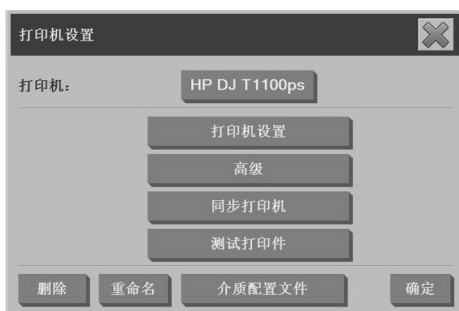 打印机设置
打印机: HP DJ T1100ps
打印机设置
高级
同步打印机
测试打印件
删除 重命名 介质配置文件 确定